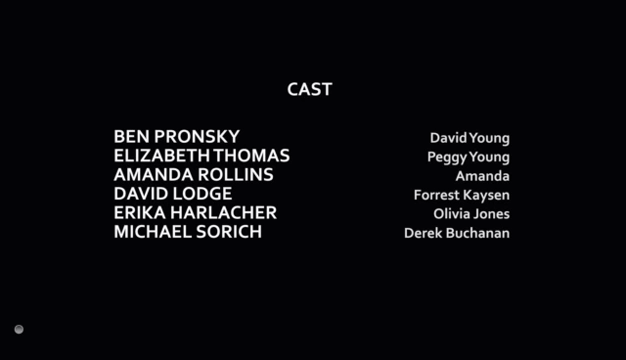 CAST
BEN PRONSKY David Young
ELIZABETH THOMAS Peggy Young
AMANDA ROLLINS Amanda
DAVID LODGE Forrest Kaysen
ERIKA HARLACHER Olivia Jones
MICHAEL SORICH Derek Buchanan